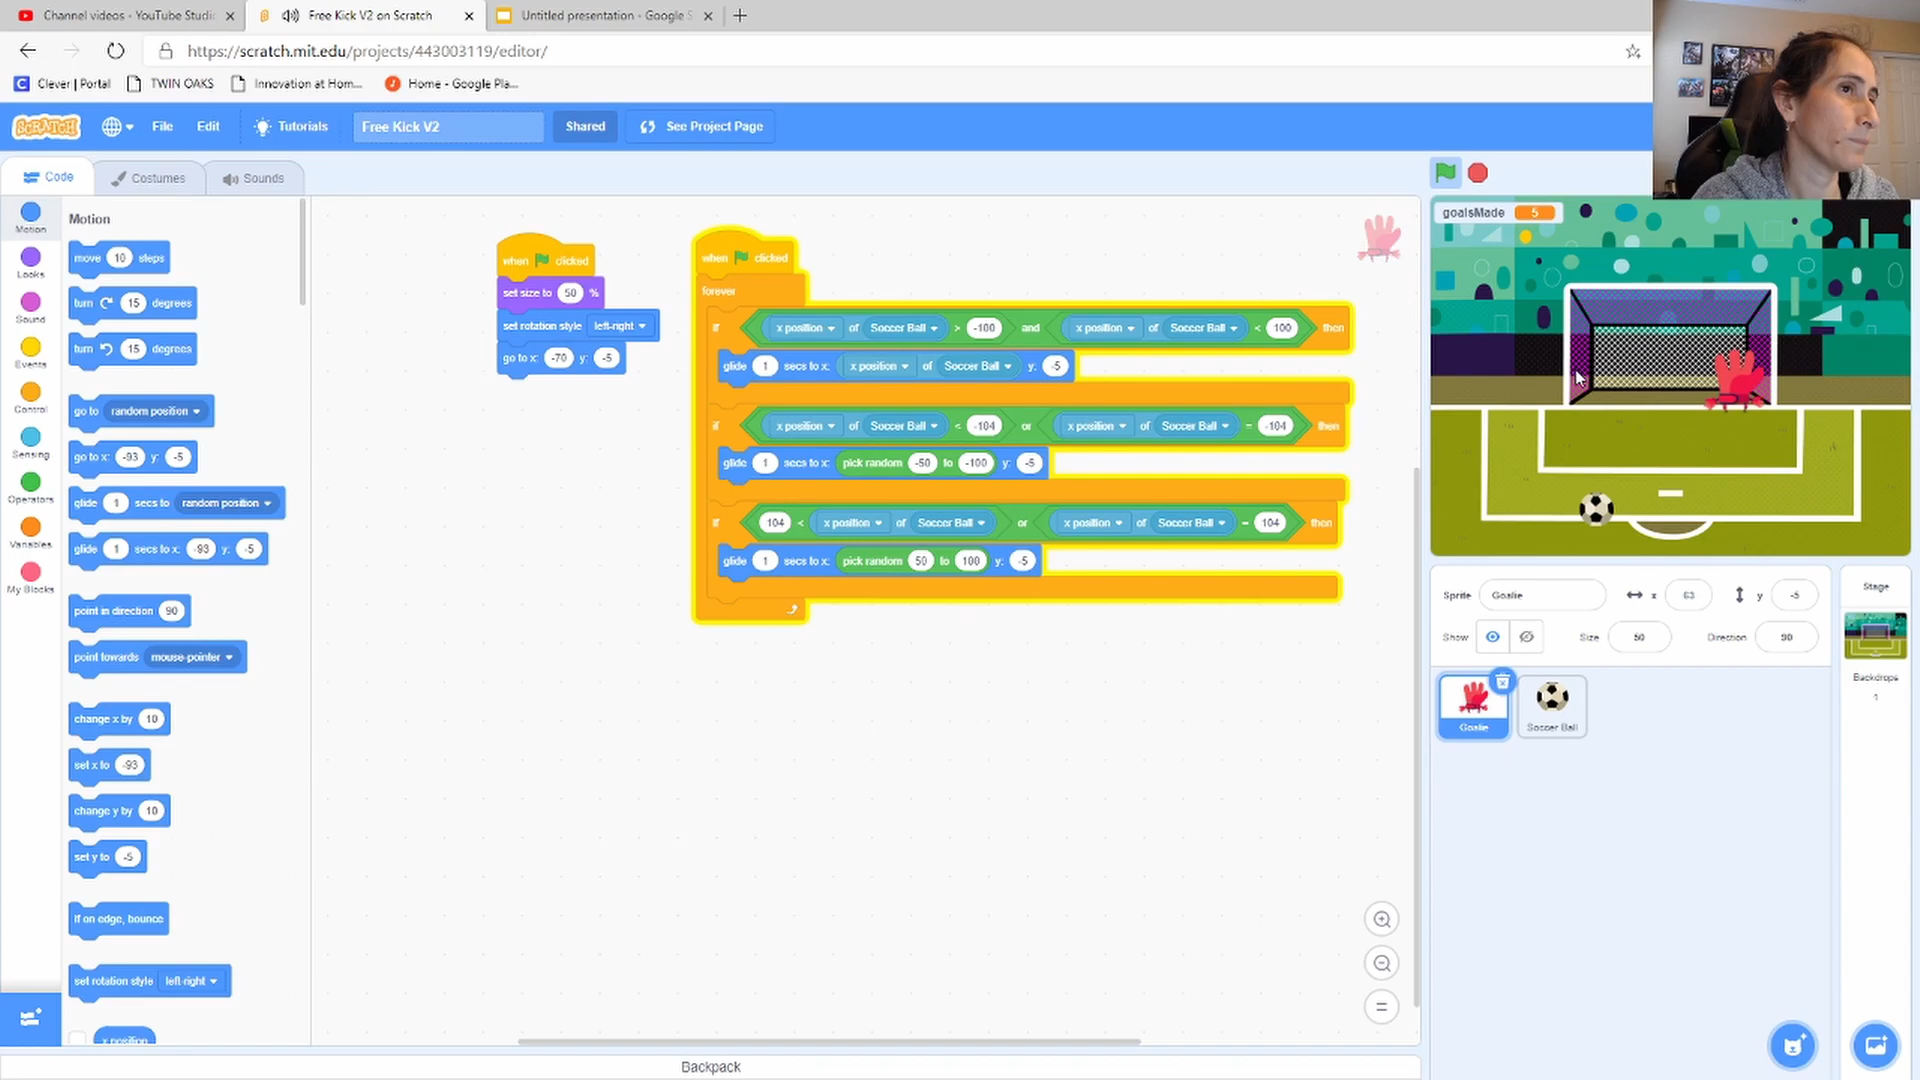 Channel videos - YouTube Studi
Free Kick V2 on Scratch
Untitled presentation - Google S
https://scratch.mit.edu/projects/443003119/editor/
Clever | Portal
TWIN OAKS
Innovation at Hom...
Home - Google Pla...
SCRATCH
File
Edit
Tutorials
Free Kick V2
Shared
See Project Page
Code
Costumes
Sounds
Motion
Looks
Sound
Events
Control
Sensing
Operators
Variables
My Blocks
Motion
move 10 steps
turn 15 degrees
turn 15 degrees
go to random position
go to x: -93 y: -5
glide 1 secs to random position
glide 1 secs to x: -93 y: -5
point in direction 90
point towards mouse-pointer
change x by 10
set x to -93
change y by 10
set y to -5
if on edge, bounce
set rotation style left-right
x position
when clicked
set size to 50 %
set rotation style left-right
go to x: -70 y: -5
when clicked
forever
if x position of Soccer Ball > -100 and x position of Soccer Ball < 100 then
glide 1 secs to x: x position of Soccer Ball y: -5
if x position of Soccer Ball < -104 or x position of Soccer Ball = -104 then
glide 1 secs to x: pick random -50 to -100 y: -5
if 104 < x position of Soccer Ball or x position of Soccer Ball = 104 then
glide 1 secs to x: pick random 50 to 100 y: -5
goalsMade 5
Sprite Goalie x 63 y -5
Show Size 50 Direction 90
Goalie
Soccer Ball
Stage
Backdrops
1
Backpack